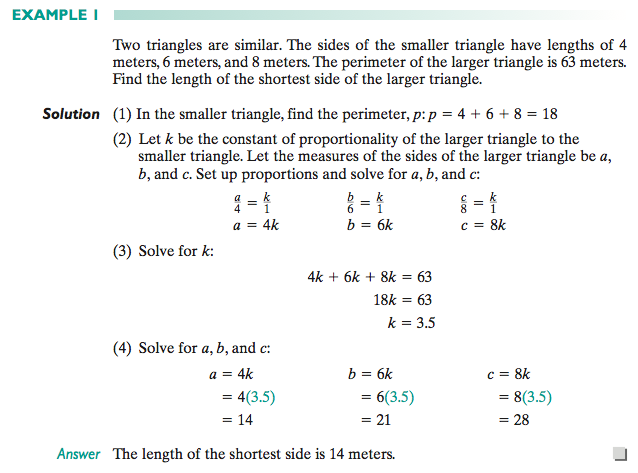 EXAMPLE 1
Two triangles are similar. The sides of the smaller triangle have lengths of 4
meters, 6 meters, and 8 meters. The perimeter of the larger triangle is 63 meters.
Find the length of the shortest side of the larger triangle.
Solution (1) In the smaller triangle, find the perimeter, p: p = 4 + 6 + 8 = 18
(2) Let k be the constant of proportionality of the larger triangle to the
smaller triangle. Let the measures of the sides of the larger triangle be a,
b, and c. Set up proportions and solve for a, b, and c:
a/4 = k/1 b/6 = k/1 c/8 = k/1
a = 4k b = 6k c = 8k
(3) Solve for k:
4k + 6k + 8k = 63
18k = 63
k = 3.5
(4) Solve for a, b, and c:
a = 4k b = 6k c = 8k
= 4(3.5) = 6(3.5) = 8(3.5)
= 14 = 21 = 28
Answer The length of the shortest side is 14 meters.